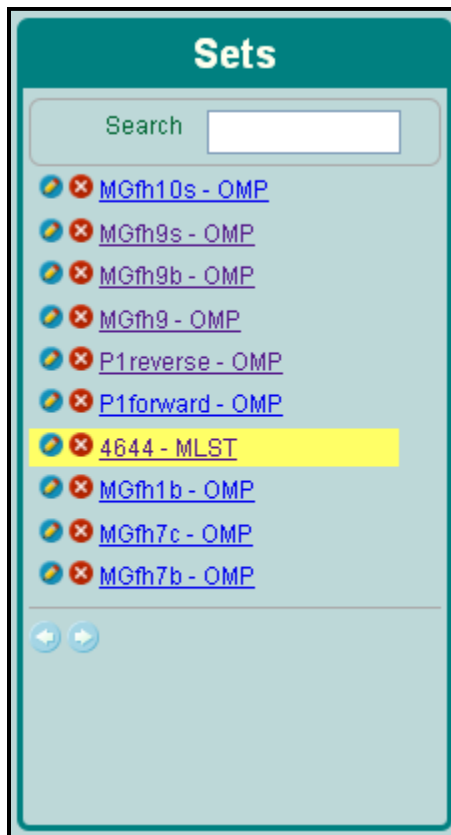 Sets
Search
MGfh10s - OMP
MGfh9s - OMP
MGfh9b - OMP
MGfh9 - OMP
P1reverse - OMP
P1forward - OMP
4644 - MLST
MGfh1b - OMP
MGfh7c - OMP
MGfh7b - OMP